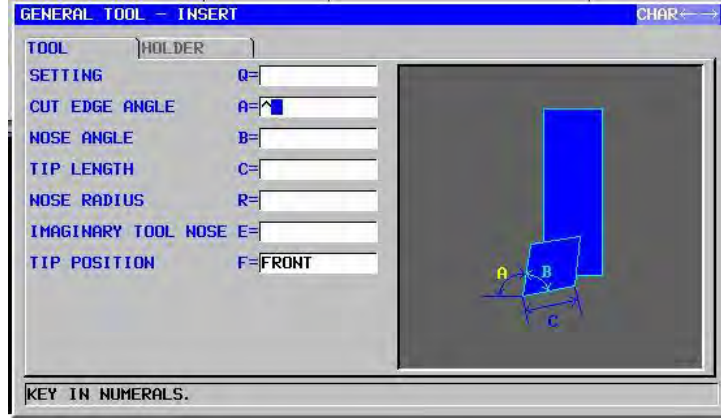 GENERAL TOOL - INSERT CHAR←→
TOOL HOLDER
SETTING Q=
CUT EDGE ANGLE A=^
NOSE ANGLE B=
TIP LENGTH C=
NOSE RADIUS R=
IMAGINARY TOOL NOSE E=
TIP POSITION F=FRONT
A B
C
KEY IN NUMERALS.